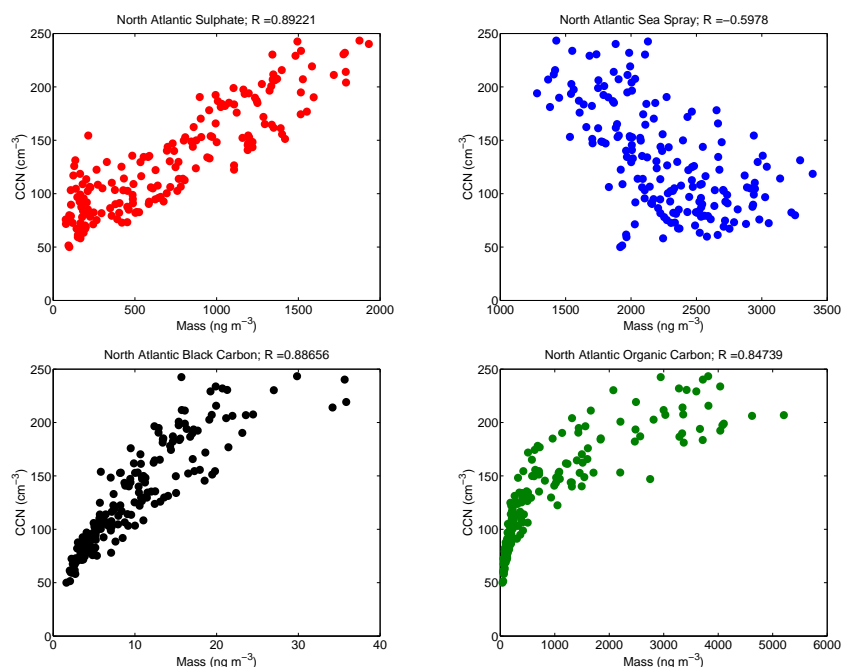 North Atlantic Sulphate; R =0.89221
250
200
150
100
50
0
CCN (cm⁻³)
0 500 1000 1500 2000
Mass (ng m⁻³)
North Atlantic Sea Spray; R =−0.5978
250
200
150
100
50
0
CCN (cm⁻³)
1000 1500 2000 2500 3000 3500
Mass (ng m⁻³)
North Atlantic Black Carbon; R =0.88656
250
200
150
100
50
0
CCN (cm⁻³)
0 10 20 30 40
Mass (ng m⁻³)
North Atlantic Organic Carbon; R =0.84739
250
200
150
100
50
0
CCN (cm⁻³)
0 1000 2000 3000 4000 5000 6000
Mass (ng m⁻³)